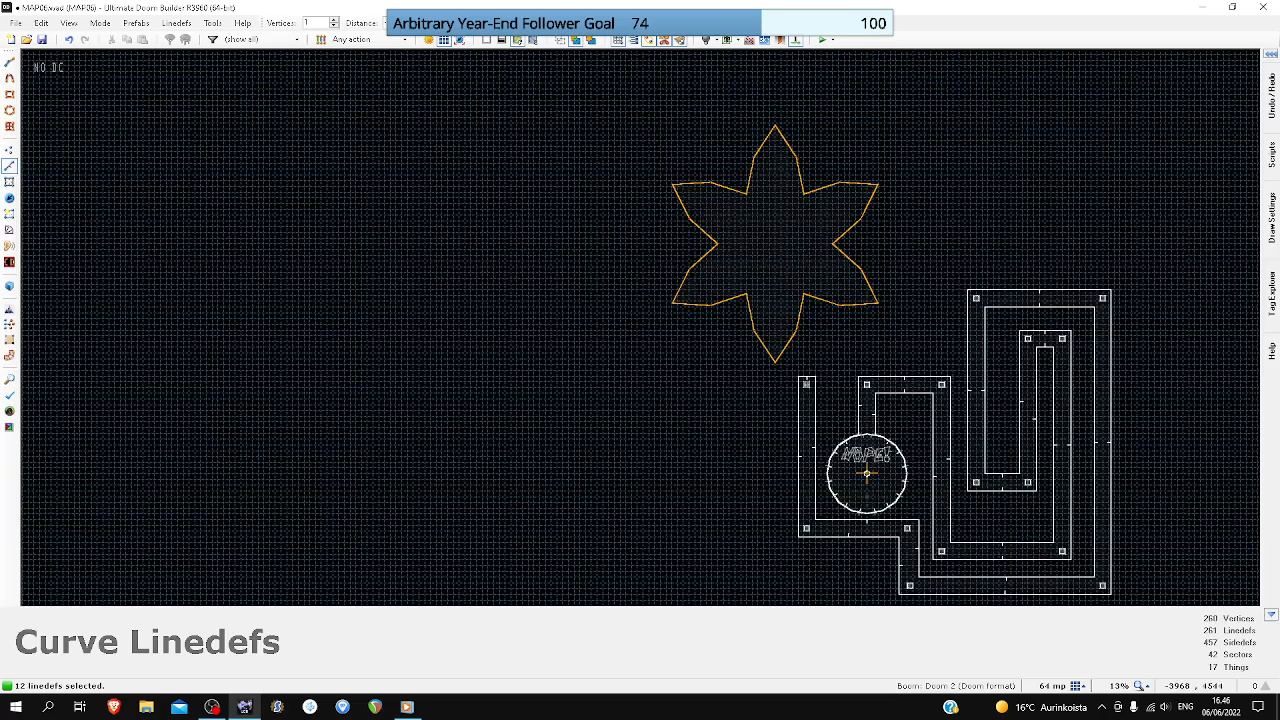 MAP06.wad (MAP06) - Ultimate Doom Builder R3960 (64-bit)
File Edit View Mode Prefabs Tools Help Vertices: 1 Distance:
Arbitrary Year-End Follower Goal 74 100
(show all) Any action
NO DC
Undo / Redo
Scripts
Draw Settings
Tag Explorer
Help
NOPE!
Curve Linedefs
260 Vertices
261 Linedefs
457 Sidedefs
42 Sectors
17 Things
12 linedefs selected.
Boom: Doom 2 (Doom format) 64 mp 13% -3968 , 4544 0
16°C Aurinkoista ENG 16.46 06/06/2022